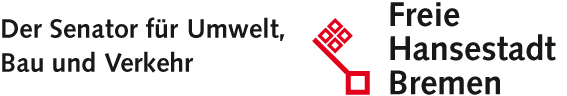 Der Senator für Umwelt,
Bau und Verkehr
Freie
Hansestadt
Bremen